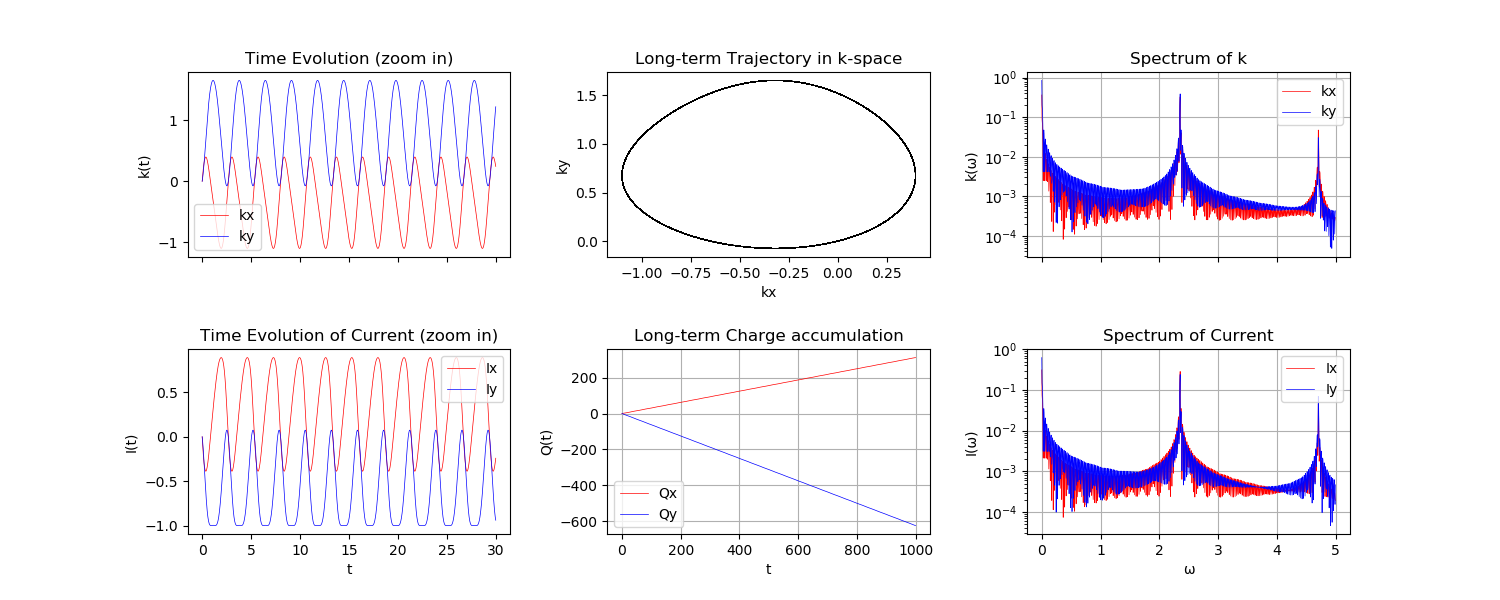 Time Evolution (zoom in)
k(t)
1
0
−1
kx
ky
Long-term Trajectory in k-space
ky
1.5
1.0
0.5
0.0
−1.00 −0.75 −0.50 −0.25 0.00 0.25
kx
Spectrum of k
k(ω)
10⁰
10⁻¹
10⁻²
10⁻³
10⁻⁴
kx
ky
Time Evolution of Current (zoom in)
I(t)
0.5
0.0
−0.5
−1.0
Ix
Iy
0 5 10 15 20 25 30
t
Long-term Charge accumulation
Q(t)
200
0
−200
−400
−600
Qx
Qy
0 200 400 600 800 1000
t
Spectrum of Current
I(ω)
10⁰
10⁻¹
10⁻²
10⁻³
10⁻⁴
Ix
Iy
0 1 2 3 4 5
ω